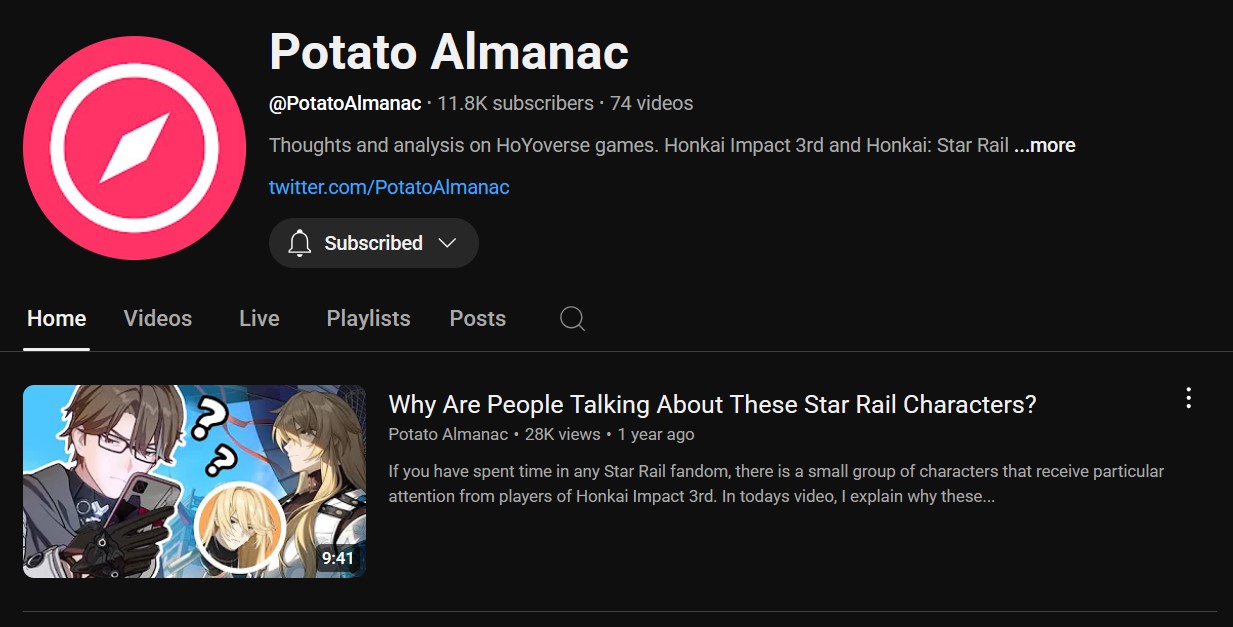 Potato Almanac
@PotatoAlmanac · 11.8K subscribers · 74 videos
Thoughts and analysis on HoYoverse games. Honkai Impact 3rd and Honkai: Star Rail ...more
twitter.com/PotatoAlmanac
Subscribed
Home Videos Live Playlists Posts
??
9:41
Why Are People Talking About These Star Rail Characters?
Potato Almanac • 28K views • 1 year ago
If you have spent time in any Star Rail fandom, there is a small group of characters that receive particular
attention from players of Honkai Impact 3rd. In todays video, I explain why these...